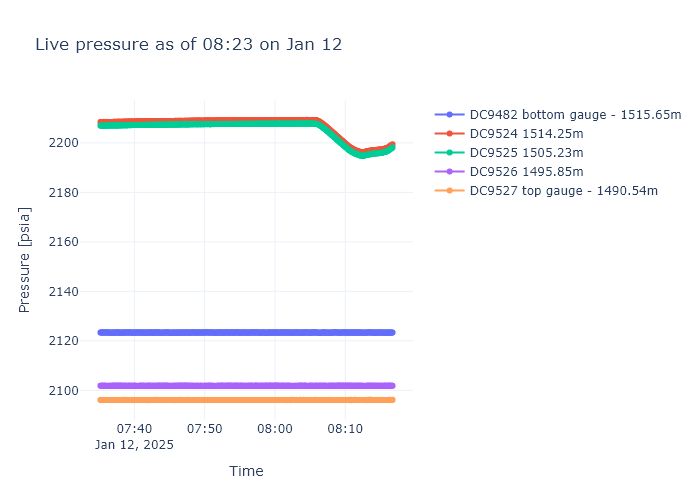 Live pressure as of 08:23 on Jan 12
DC9482 bottom gauge - 1515.65m
DC9524 1514.25m
DC9525 1505.23m
DC9526 1495.85m
DC9527 top gauge - 1490.54m
Pressure [psia]
2200
2180
2160
2140
2120
2100
07:40 07:50 08:00 08:10
Jan 12, 2025
Time